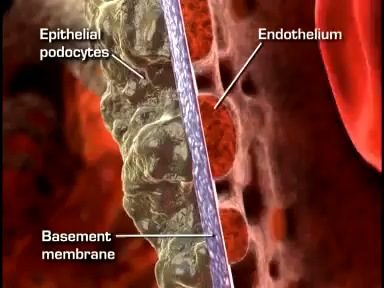 Epithelial
podocytes
Endothelium
Basement
membrane